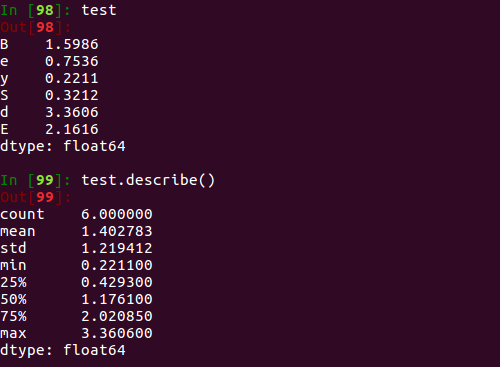 In [98]: test
Out[98]:
B    1.5986
e    0.7536
y    0.2211
S    0.3212
d    3.3606
E    2.1616
dtype: float64
In [99]: test.describe()
Out[99]:
count    6.000000
mean     1.402783
std      1.219412
min      0.221100
25%      0.429300
50%      1.176100
75%      2.020850
max      3.360600
dtype: float64